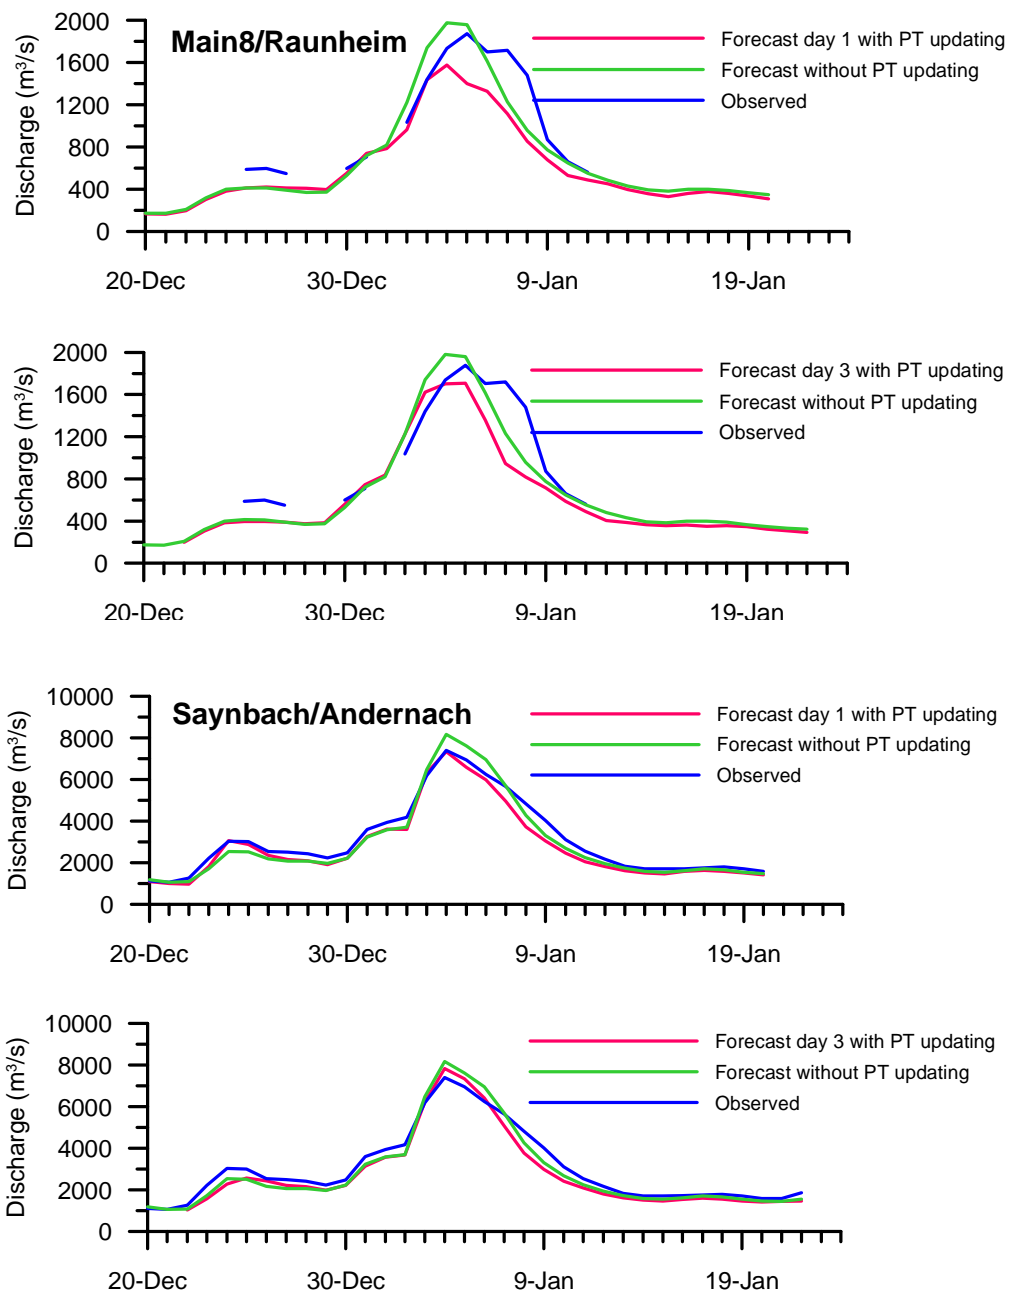 2000
Main8/Raunheim
Forecast day 1 with PT updating
1600
Forecast without PT updating
1200
Observed
800
400
0
Discharge (m³/s)
20-Dec 30-Dec 9-Jan 19-Jan
2000
Forecast day 3 with PT updating
1600
Forecast without PT updating
1200
Observed
800
400
0
Discharge (m³/s)
20-Dec 30-Dec 9-Jan 19-Jan
10000
Saynbach/Andernach
Forecast day 1 with PT updating
8000
Forecast without PT updating
6000
Observed
4000
2000
0
Discharge (m³/s)
20-Dec 30-Dec 9-Jan 19-Jan
10000
Forecast day 3 with PT updating
8000
Forecast without PT updating
6000
Observed
4000
2000
0
Discharge (m³/s)
20-Dec 30-Dec 9-Jan 19-Jan